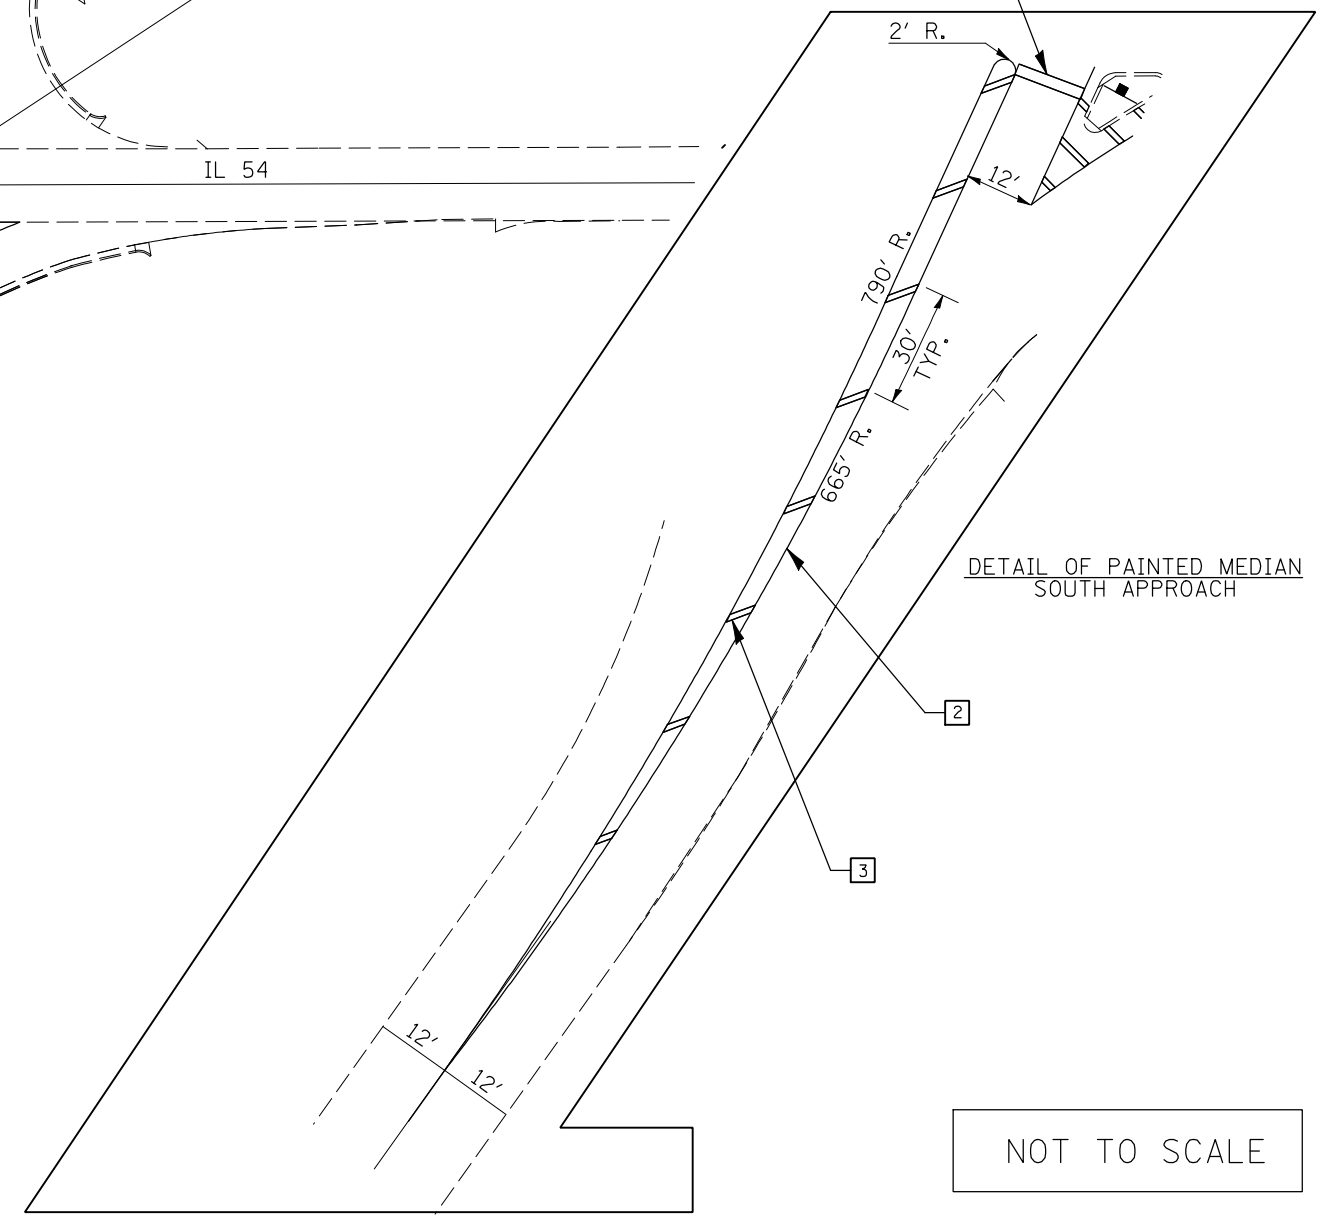 2' R.
IL 54
12'
790' R.
30'
TYP.
665' R.
DETAIL OF PAINTED MEDIAN
SOUTH APPROACH
2
3
12'
12'
NOT TO SCALE